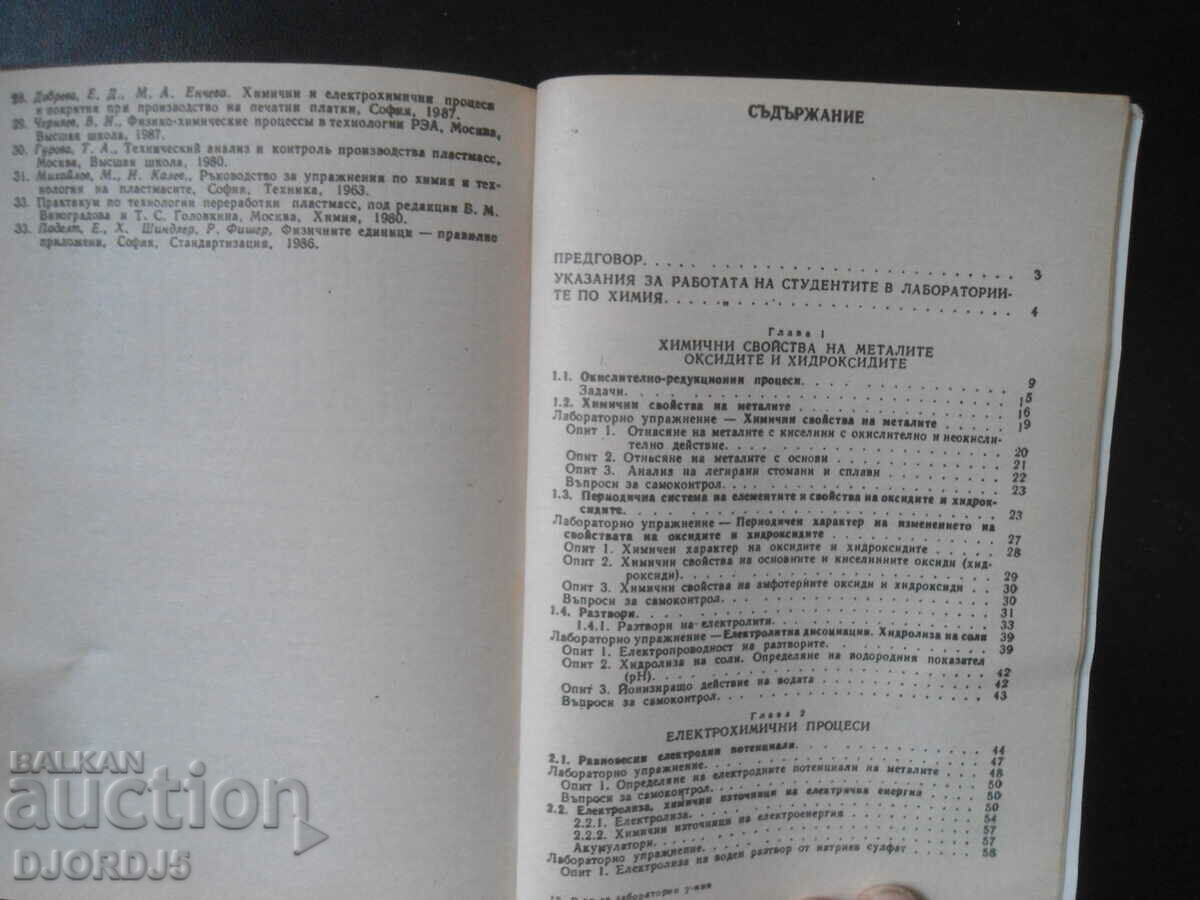 28. Добрева, Е. Д., М. А. Енчева. Химични и електрохимични процеси
и покрития при производство на печатни платки, София, 1987.
29. Черняев, В. Н., Физико-химические процессы в технологии РЭА, Москва,
Высшая школа, 1987.
30. Гурова, Т. А., Технический анализ и контроль производства пластмасс,
Москва, Высшая школа, 1980.
31. Михайлов, М., Н. Калев, Ръководство за упражнения по химия и тех-
нология на пластмасите, София, Техника, 1963.
33. Практикум по технологии переработки пластмасс, под редакции В. М.
Виноградова и Т. С. Головкина, Москва, Химия, 1980.
33. Паделт, Е., Х. Шиндлер, Р. Фишер, Физичните единици — правилно
приложени, София, Стандартизация, 1986.
СЪДЪРЖАНИЕ
ПРЕДГОВОР. . . . . . . . . . . . . . . . 3
УКАЗАНИЯ ЗА РАБОТАТА НА СТУДЕНТИТЕ В ЛАБОРАТОРИИ-
ТЕ ПО ХИМИЯ. . . . . . . . . . . . . . . . 4
Глава 1
ХИМИЧНИ СВОЙСТВА НА МЕТАЛИТЕ
ОКСИДИТЕ И ХИДРОКСИДИТЕ
1.1. Окислително-редукционни процеси. . . . . . . . . . 9
Задачи. . . . . . . . . . . . . . . . 15
1.2. Химични свойства на металите . . . . . . . . . . 16
Лабораторно упражнение — Химични свойства на металите . . . . 19
Опит 1. Отнасяне на металите с киселини с окислително и неокисли-
телно действие. . . . . . . . . . . . . 20
Опит 2. Отнасяне на металите с основи . . . . . . . . 21
Опит 3. Анализ на легирани стомани и сплави . . . . . . 22
Въпроси за самоконтрол. . . . . . . . . . . . 23
1.3. Периодична система на елементите и свойства на оксидите и хидрок-
сидите. . . . . . . . . . . . . . . . 23
Лабораторно упражнение — Периодичен характер на изменението на
свойствата на оксидите и хидроксидите . . . . . . . . 27
Опит 1. Химичен характер на оксидите и хидроксидите . . . . 28
Опит 2. Химични свойства на основните и киселинните оксиди (хид-
роксиди). . . . . . . . . . . . . . 29
Опит 3. Химични свойства на амфотерните оксиди и хидроксиди . . 30
Въпроси за самоконтрол. . . . . . . . . . . . 30
1.4. Разтвори. . . . . . . . . . . . . . . . 31
1.4.1. Разтвори на електролити. . . . . . . . . . . 33
Лабораторно упражнение — Електролитна дисоциация. Хидролиза на соли 39
Опит 1. Електропроводност на разтворите. . . . . . . . 39
Опит 2. Хидролиза на соли. Определяне на водородния показател
(pH). . . . . . . . . . . . . . . 42
Опит 3. Йонизиращо действие на водата . . . . . . . . 42
Въпроси за самоконтрол. . . . . . . . . . . . 43
Глава 2
ЕЛЕКТРОХИМИЧНИ ПРОЦЕСИ
2.1. Равновесни електродни потенциали. . . . . . . . . . 44
Лабораторно упражнение. . . . . . . . . . . . . 47
Опит 1. Определяне на електродните потенциали на металите . . . 48
Въпроси за самоконтрол. . . . . . . . . . . . 50
2.2. Електролиза, химични източници на електрична енергия . . . . 50
2.2.1. Електролиза. . . . . . . . . . . . . . 50
2.2.2. Химични източници на електроенергия . . . . . . 54
Акумулатори. . . . . . . . . . . . . . 57
Лабораторно упражнение. . . . . . . . . . . . . 57
Опит 1. Електролиза на воден разтвор от натриев сулфат . . . . 58
BALKAN
auction
DJORDJ5